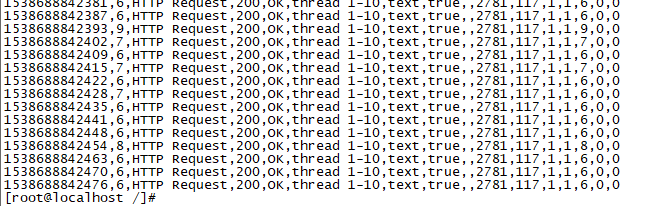 1538688842381,6,HTTP Request,200,OK,thread 1-10,text,true,,2781,117,1,1,6,0,0
1538688842387,6,HTTP Request,200,OK,thread 1-10,text,true,,2781,117,1,1,6,0,0
1538688842393,9,HTTP Request,200,OK,thread 1-10,text,true,,2781,117,1,1,9,0,0
1538688842402,7,HTTP Request,200,OK,thread 1-10,text,true,,2781,117,1,1,7,0,0
1538688842409,6,HTTP Request,200,OK,thread 1-10,text,true,,2781,117,1,1,6,0,0
1538688842415,7,HTTP Request,200,OK,thread 1-10,text,true,,2781,117,1,1,7,0,0
1538688842422,6,HTTP Request,200,OK,thread 1-10,text,true,,2781,117,1,1,6,0,0
1538688842428,7,HTTP Request,200,OK,thread 1-10,text,true,,2781,117,1,1,6,0,0
1538688842435,6,HTTP Request,200,OK,thread 1-10,text,true,,2781,117,1,1,6,0,0
1538688842441,6,HTTP Request,200,OK,thread 1-10,text,true,,2781,117,1,1,6,0,0
1538688842448,6,HTTP Request,200,OK,thread 1-10,text,true,,2781,117,1,1,6,0,0
1538688842454,8,HTTP Request,200,OK,thread 1-10,text,true,,2781,117,1,1,8,0,0
1538688842463,6,HTTP Request,200,OK,thread 1-10,text,true,,2781,117,1,1,6,0,0
1538688842470,6,HTTP Request,200,OK,thread 1-10,text,true,,2781,117,1,1,6,0,0
1538688842476,6,HTTP Request,200,OK,thread 1-10,text,true,,2781,117,1,1,6,0,0
[root@localhost /]#